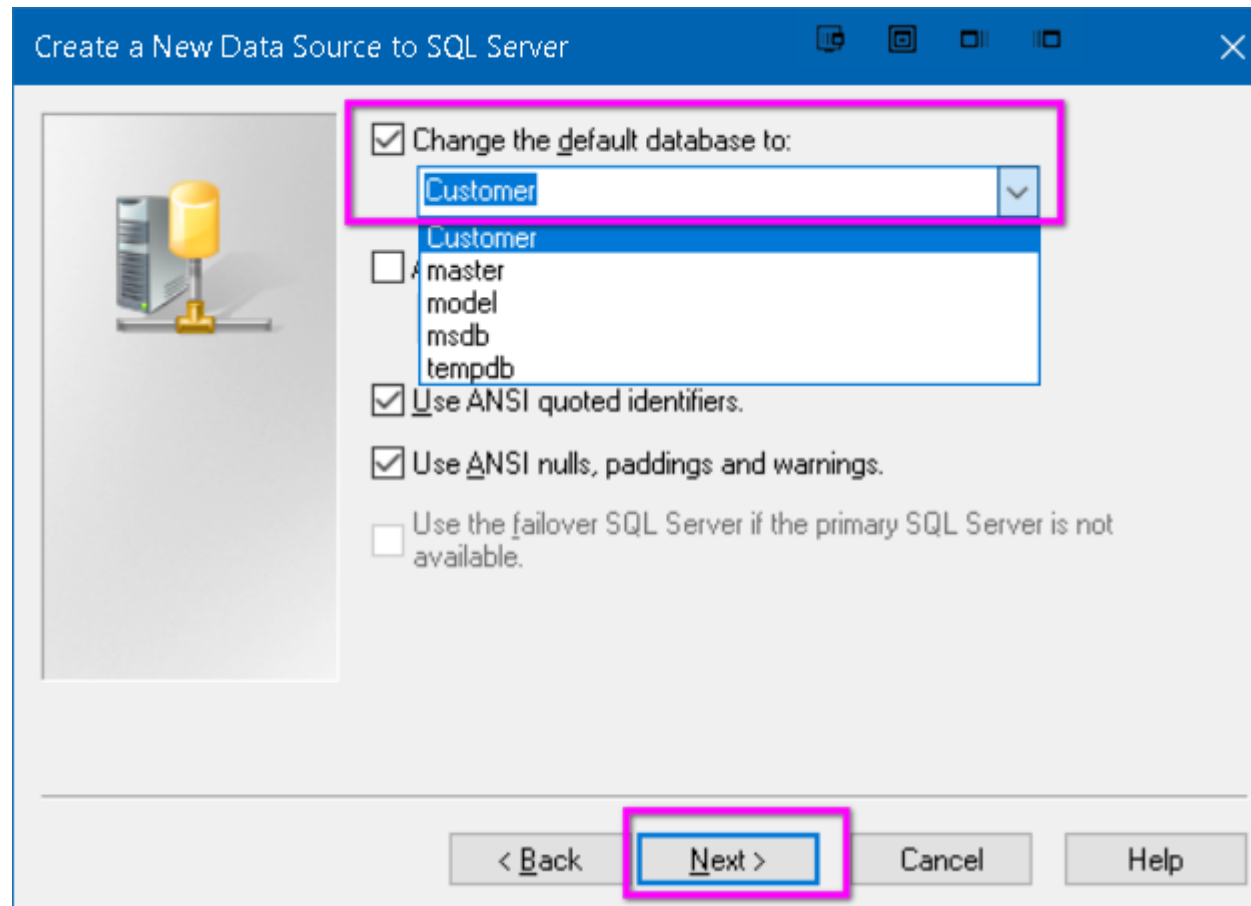 Create a New Data Source to SQL Server
Change the default database to:
Customer
Customer
master
model
msdb
tempdb
Use ANSI quoted identifiers.
Use ANSI nulls, paddings and warnings.
Use the failover SQL Server if the primary SQL Server is not
available.
< Back
Next >
Cancel
Help